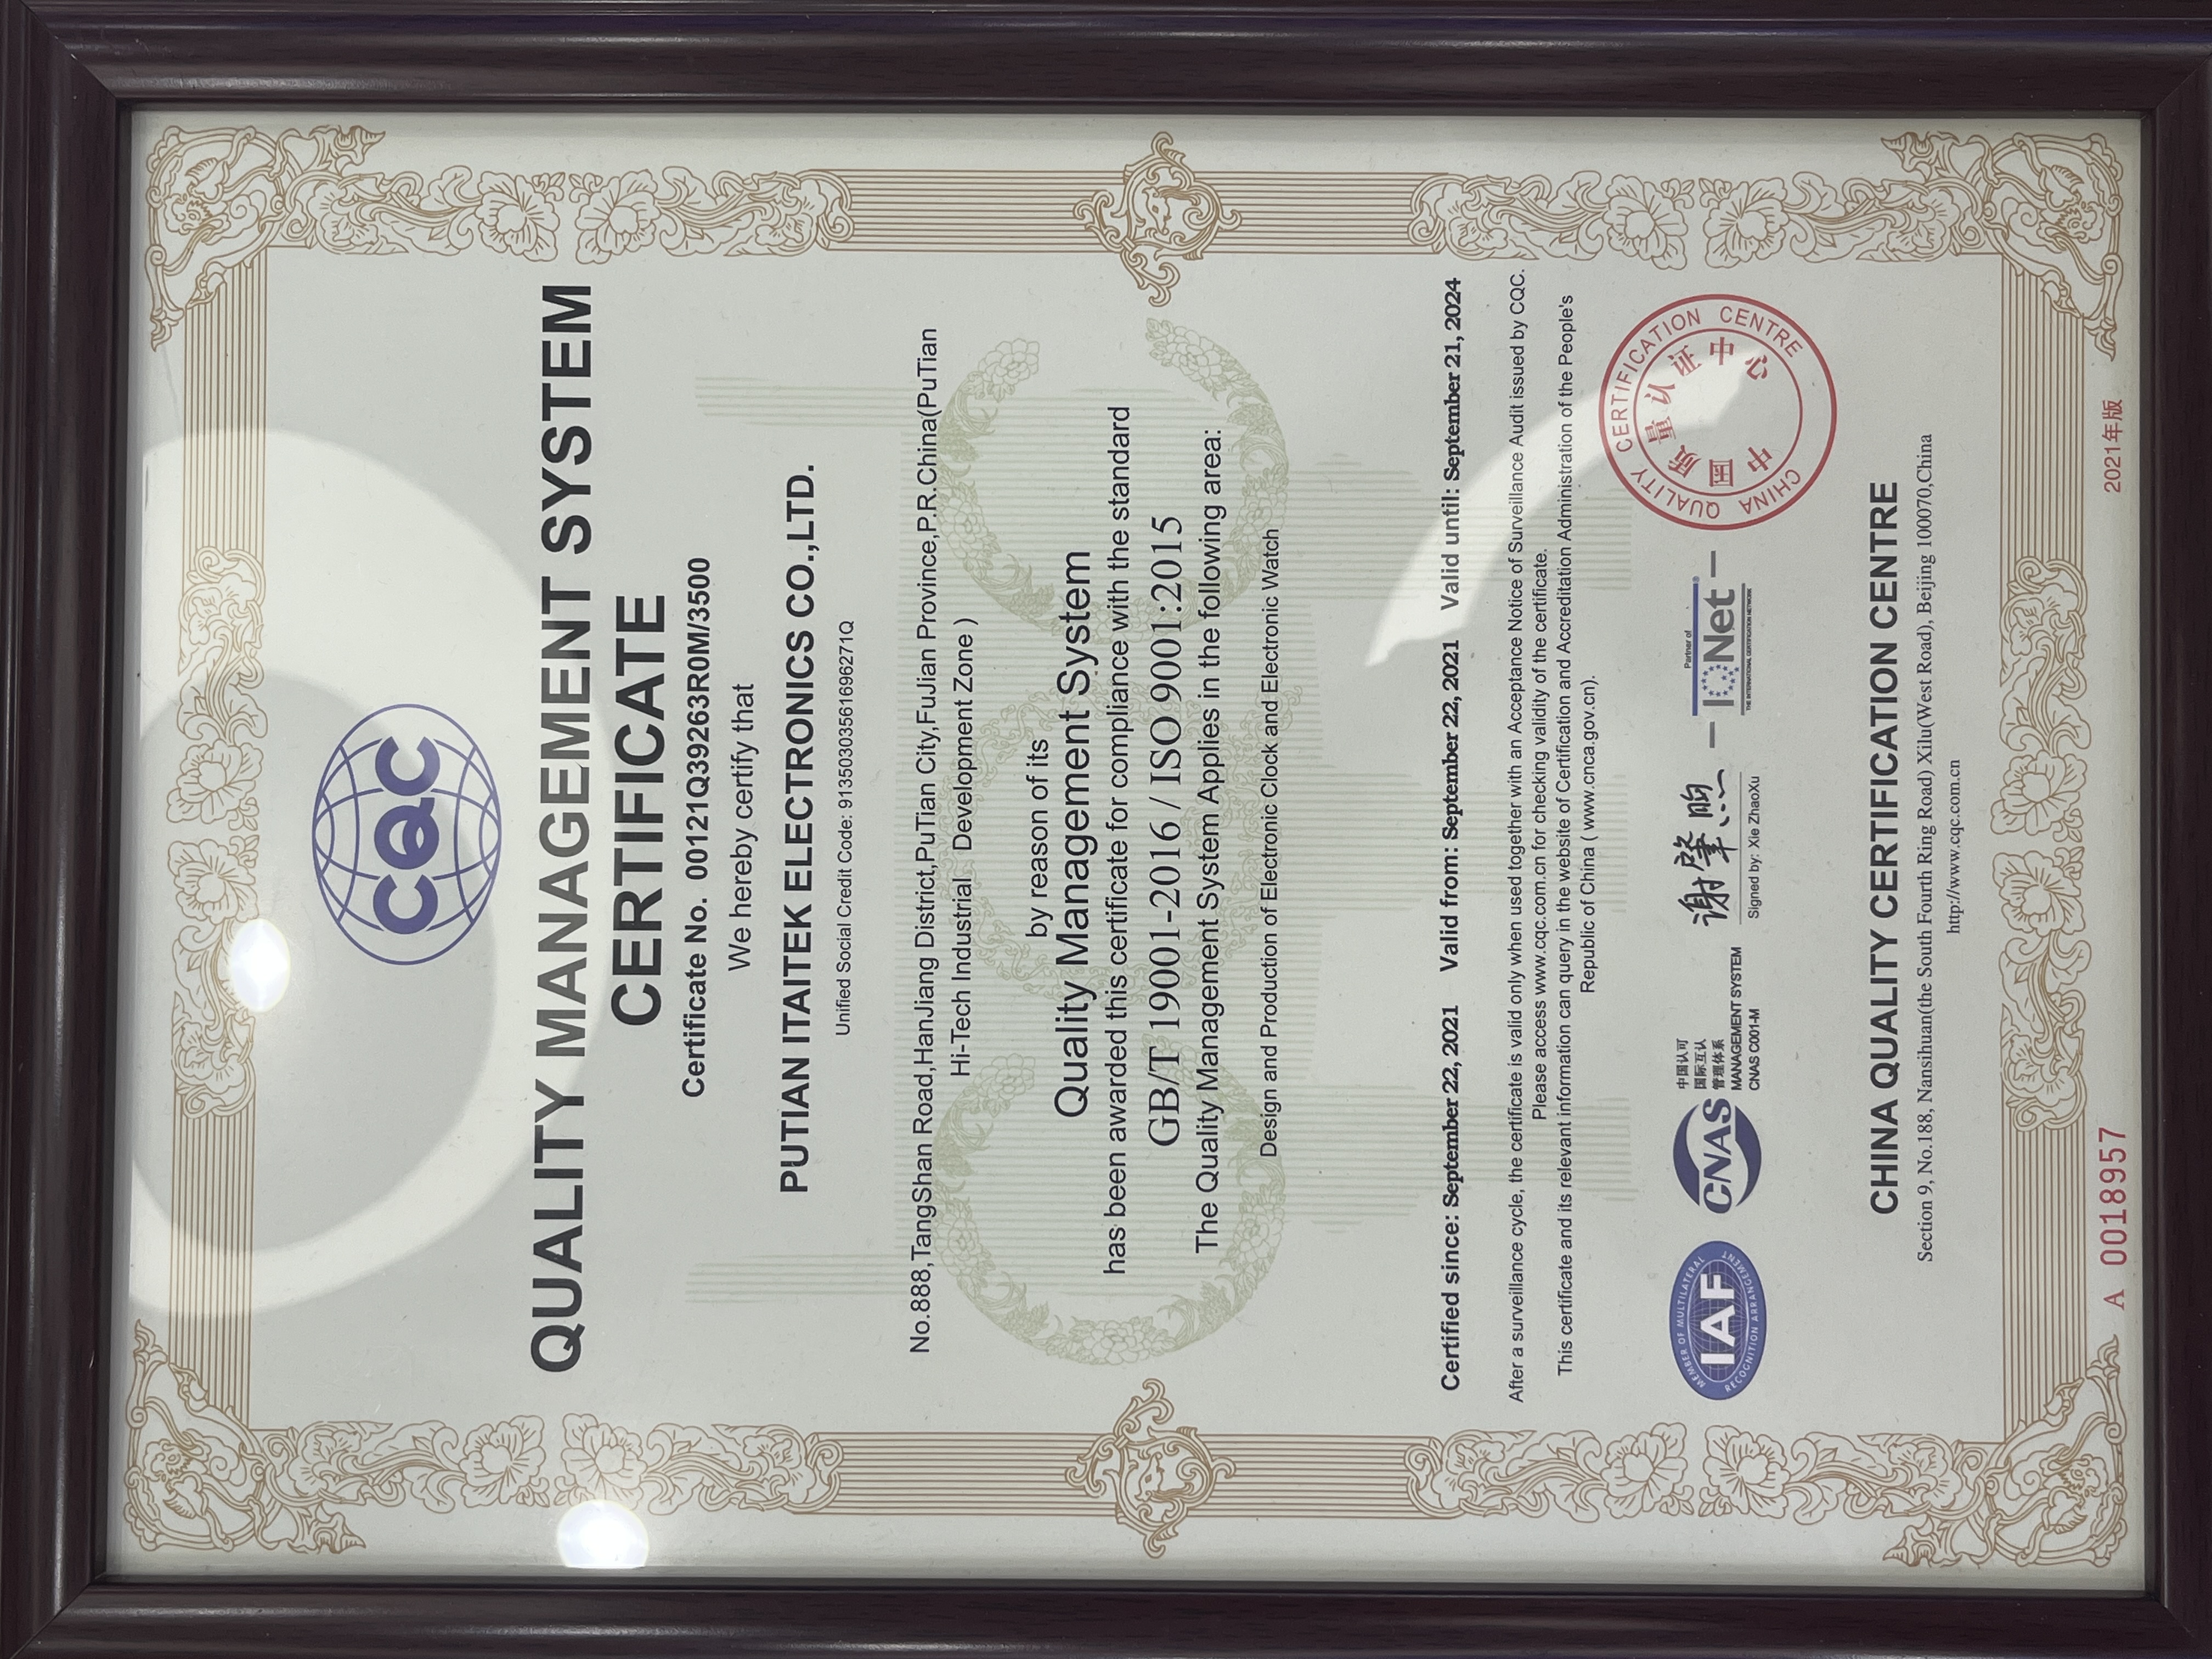 CQC
QUALITY MANAGEMENT SYSTEM
CERTIFICATE
Certificate No. 00121Q39263R0M/3500
We hereby certify that
PUTIAN ITAITEK ELECTRONICS CO.,LTD.
Unified Social Credit Code: 91350303561696271Q
No.888,TangShan Road,HanJiang District,PuTian City,FuJian Province,P.R.China(PuTian
Hi-Tech Industrial Development Zone )
by reason of its
Quality Management System
has been awarded this certificate for compliance with the standard
GB/T 19001-2016 / ISO 9001:2015
The Quality Management System Applies in the following area:
Design and Production of Electronic Clock and Electronic Watch
Certified since: September 22, 2021 Valid from: September 22, 2021 Valid until: September 21, 2024
After a surveillance cycle, the certificate is valid only when used together with an Acceptance Notice of Surveillance Audit issued by CQC.
Please access www.cqc.com.cn for checking validity of the certificate.
This certificate and its relevant information can query in the website of Certification and Accreditation Administration of the People's
Republic of China ( www.cnca.gov.cn).
MEMBER OF MULTILATERAL
IAF
RECOGNITION ARRANGEMENT
CNAS
中国认可
国际互认
管理体系
MANAGEMENT SYSTEM
CNAS C001-M
谢肇煦
Signed by: Xie ZhaoXu
Partner of
IQNet
THE INTERNATIONAL CERTIFICATION NETWORK
CHINA QUALITY CERTIFICATION CENTRE
中国质量认证中心
CHINA QUALITY CERTIFICATION CENTRE
Section 9, No.188, Nansihuan(the South Fourth Ring Road) Xilu(West Road), Beijing 100070,China
http://www.cqc.com.cn
A 0018957
2021年版